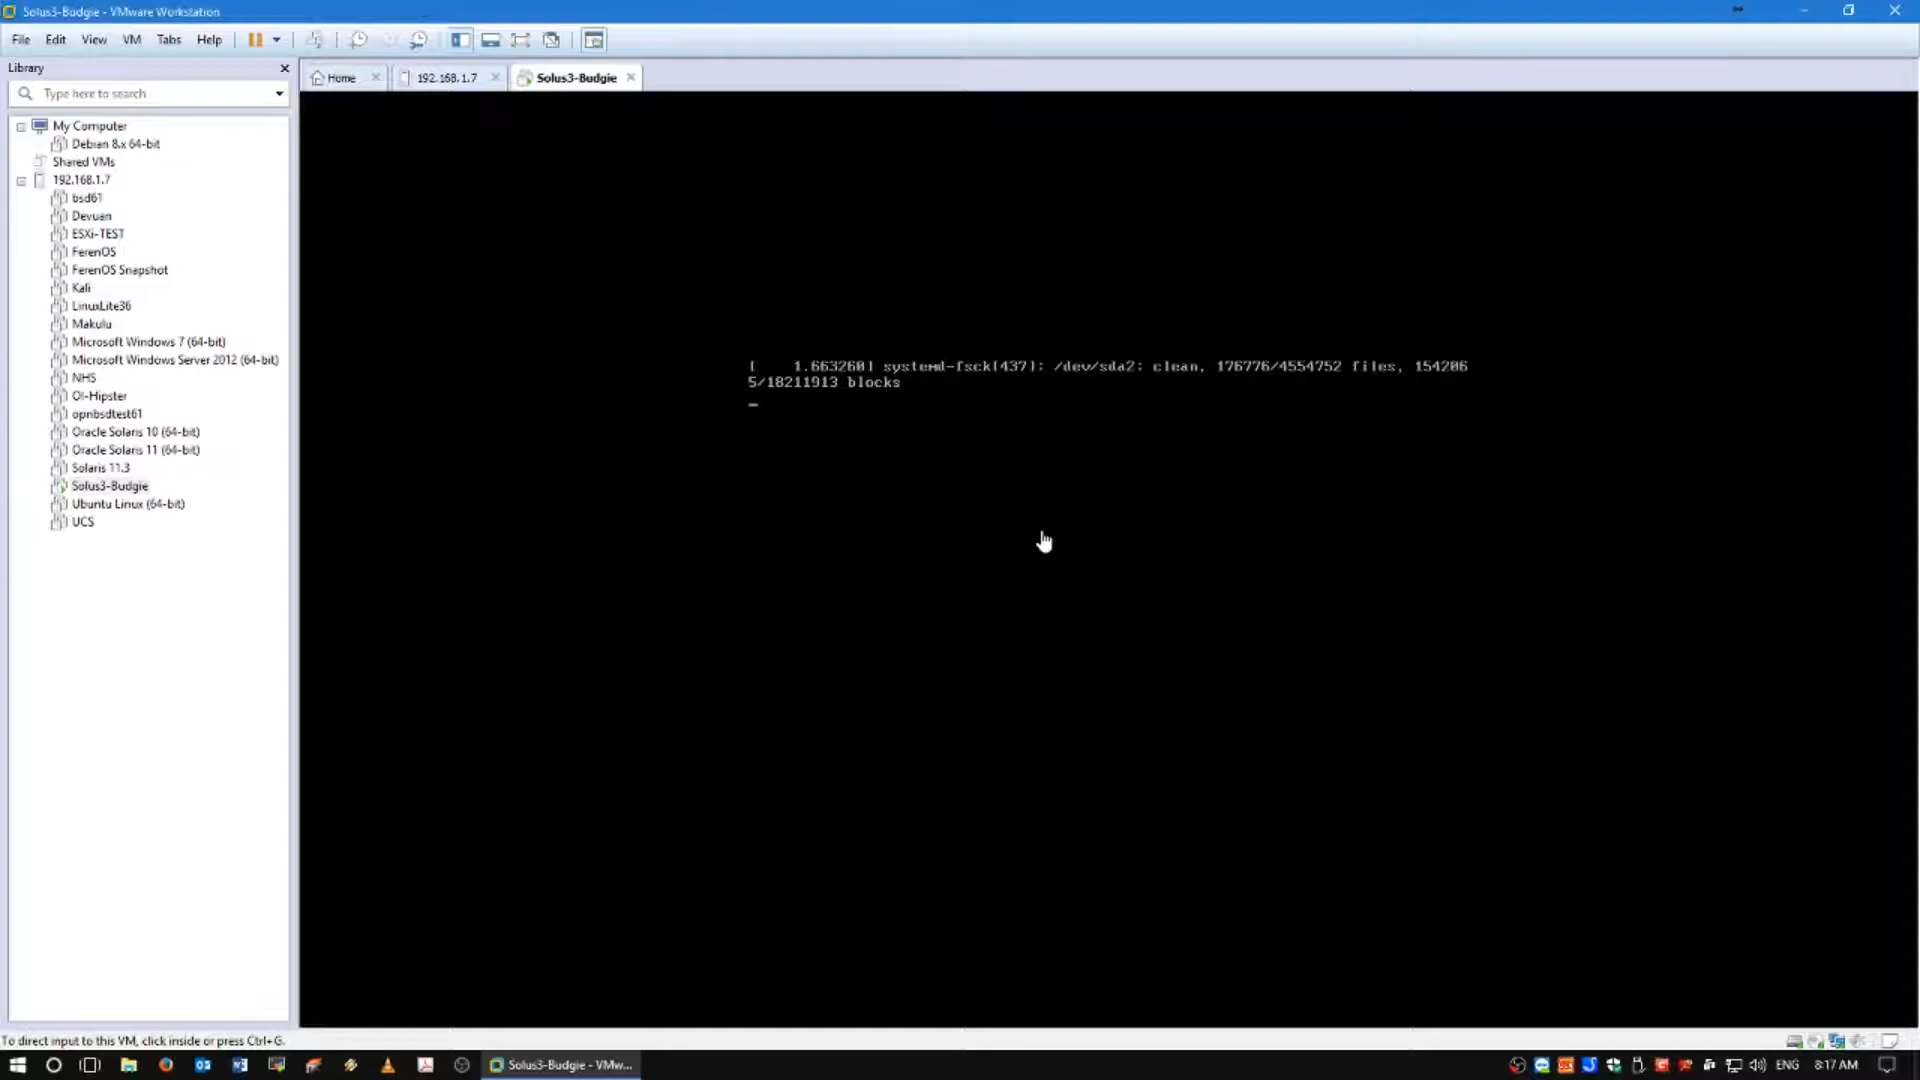 Solus3-Budgie - VMware Workstation
File Edit View VM Tabs Help
Library
Type here to search
Home 192.168.1.7 Solus3-Budgie
My Computer
Debian 8.x 64-bit
Shared VMs
192.168.1.7
bsd61
Devuan
ESXi-TEST
FerenOS
FerenOS Snapshot
Kali
LinuxLite36
Makulu
Microsoft Windows 7 (64-bit)
Microsoft Windows Server 2012 (64-bit)
NHS
OI-Hipster
opnbsdtest61
Oracle Solaris 10 (64-bit)
Oracle Solaris 11 (64-bit)
Solaris 11.3
Solus3-Budgie
Ubuntu Linux (64-bit)
UCS
[ 1.663260] systemd-fsck[437]: /dev/sda2: clean, 176776/4554752 files, 154206
5/18211913 blocks
To direct input to this VM, click inside or press Ctrl+G.
Solus3-Budgie - VMw...
ENG 8:17 AM